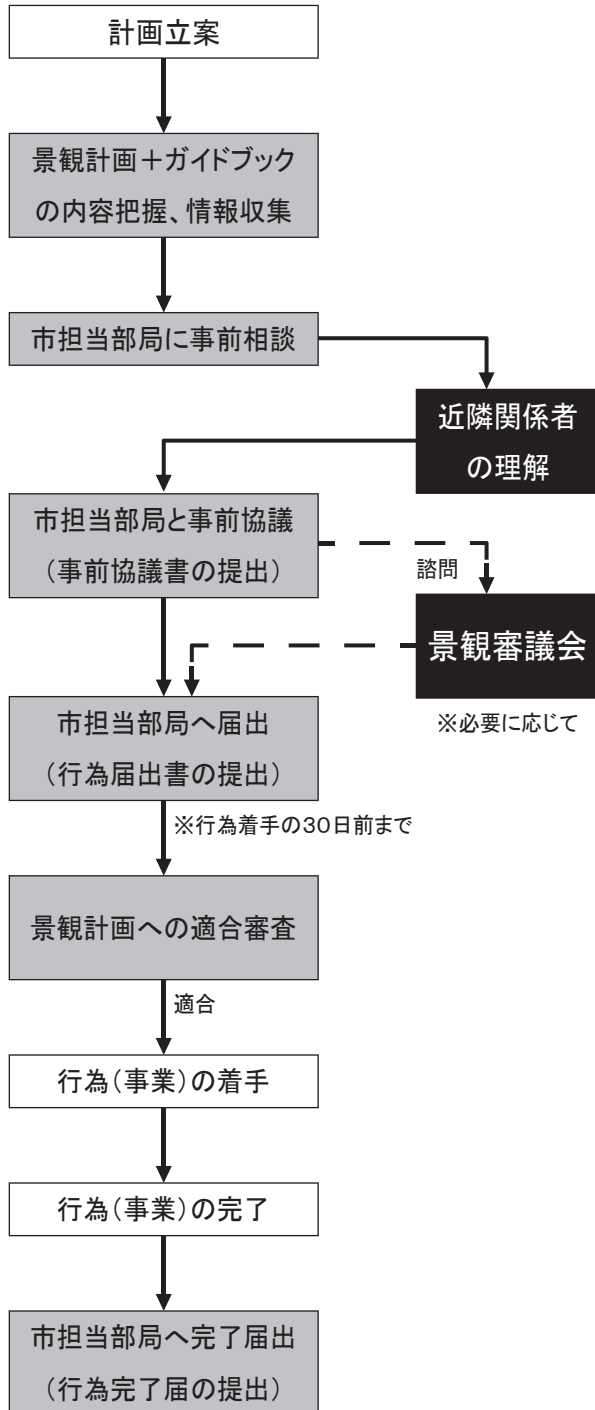 計画立案
景観計画＋ガイドブック
の内容把握、情報収集
市担当部局に事前相談
近隣関係者
の理解
市担当部局と事前協議
（事前協議書の提出）
諮問
景観審議会
※必要に応じて
市担当部局へ届出
（行為届出書の提出）
※行為着手の30日前まで
景観計画への適合審査
適合
行為（事業）の着手
行為（事業）の完了
市担当部局へ完了届出
（行為完了届の提出）